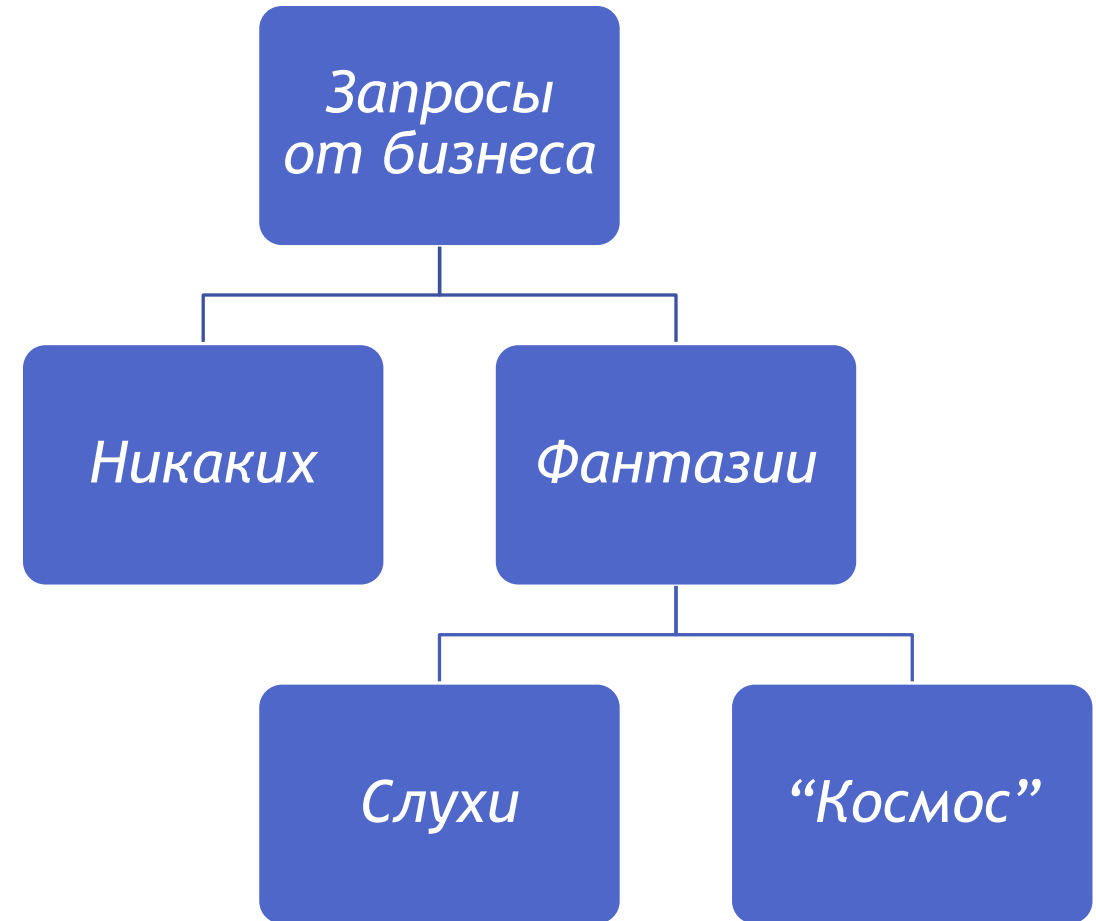 Запросы
от бизнеса
Никаких
Фантазии
Слухи
“Космос”